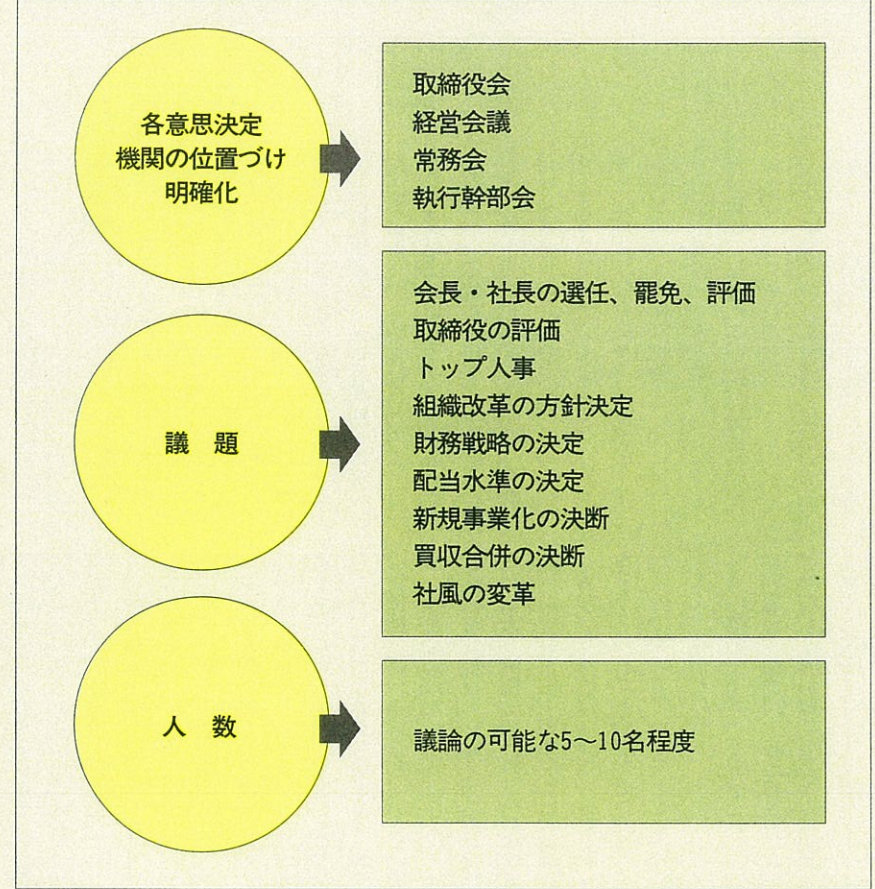 各意思決定
機関の位置づけ
明確化
取締役会
経営会議
常務会
執行幹部会
議 題
会長・社長の選任、罷免、評価
取締役の評価
トップ人事
組織改革の方針決定
財務戦略の決定
配当水準の決定
新規事業化の決断
買収合併の決断
社風の変革
人 数
議論の可能な5〜10名程度